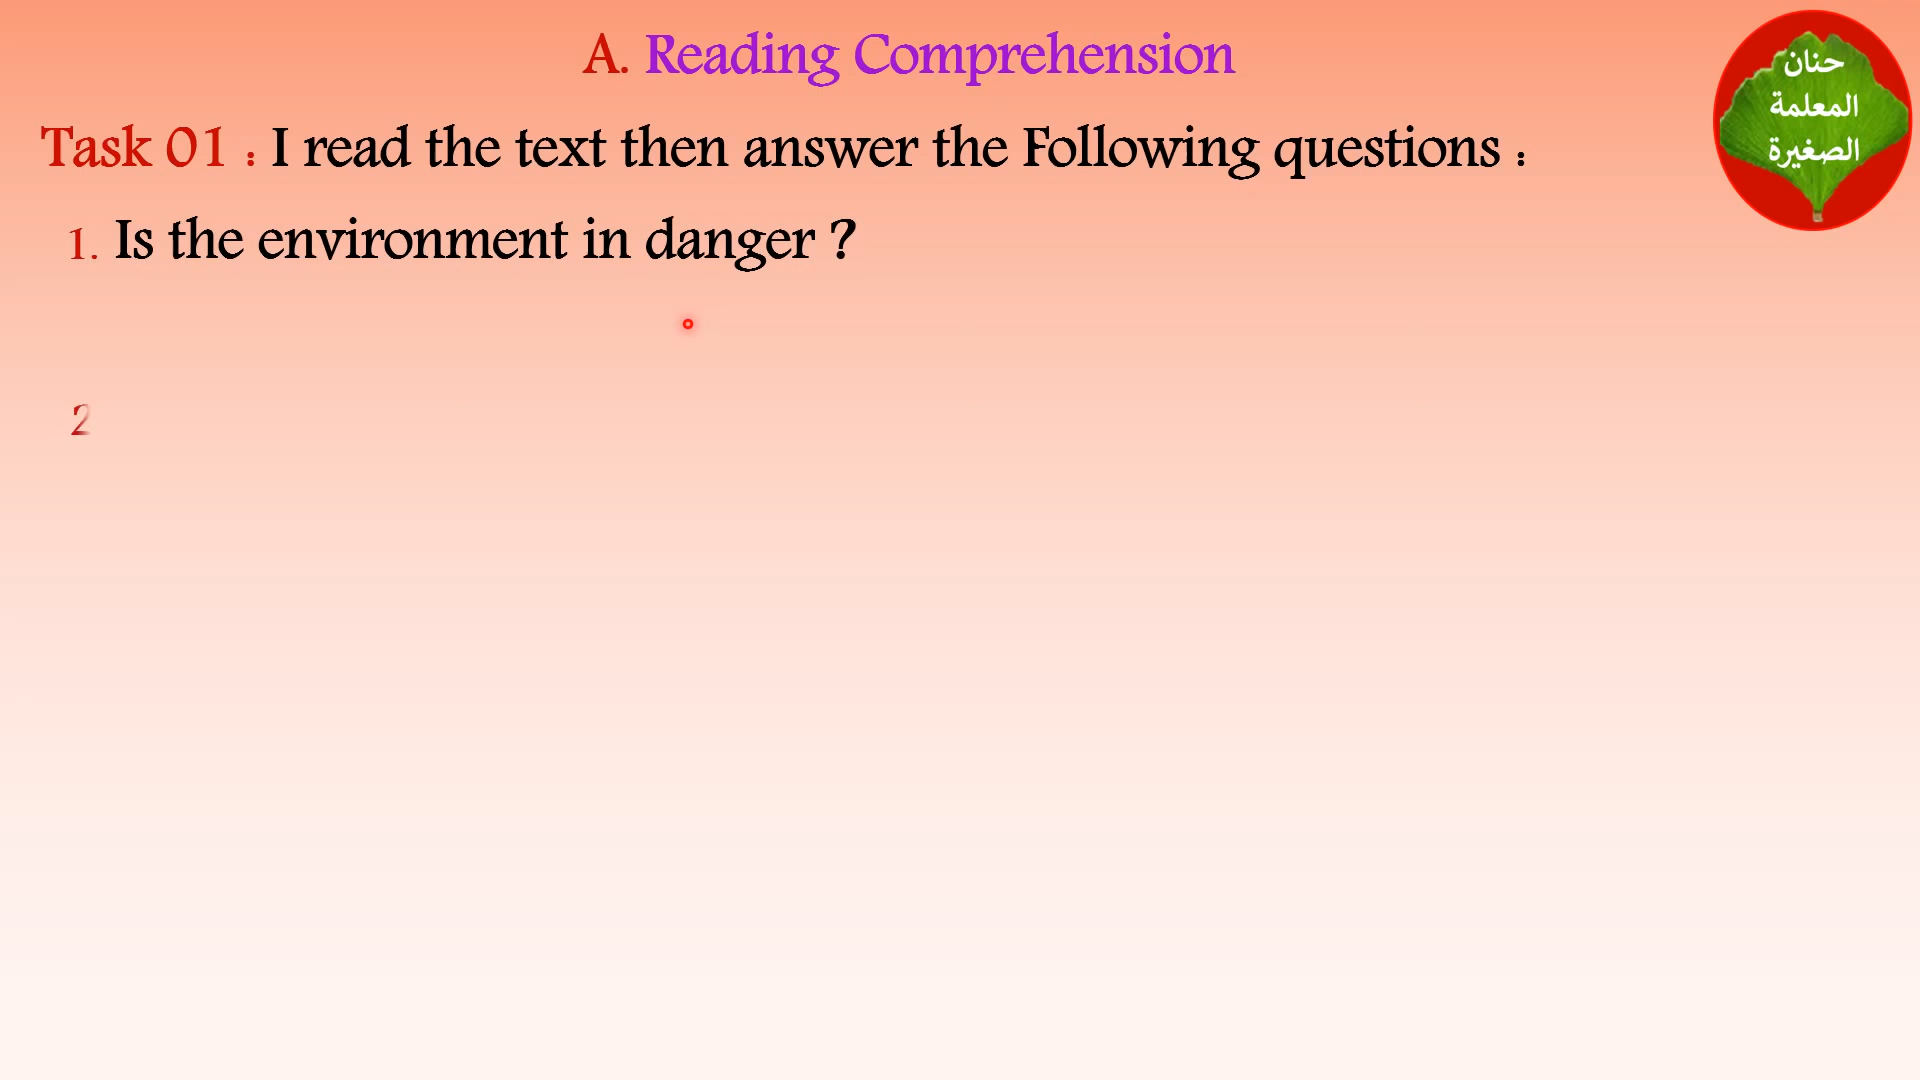 A. Reading Comprehension
Task 01 : I read the text then answer the Following questions :
1. Is the environment in danger ?
2
حنان
المعلمة
الصغيرة